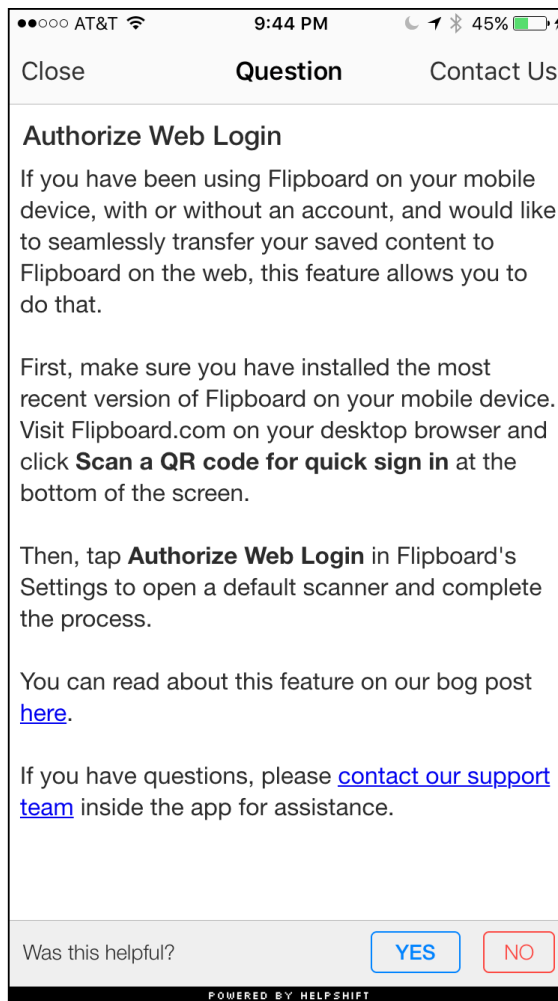 AT&T 9:44 PM 45%
Close Question Contact Us
Authorize Web Login
If you have been using Flipboard on your mobile
device, with or without an account, and would like
to seamlessly transfer your saved content to
Flipboard on the web, this feature allows you to
do that.
First, make sure you have installed the most
recent version of Flipboard on your mobile device.
Visit Flipboard.com on your desktop browser and
click Scan a QR code for quick sign in at the
bottom of the screen.
Then, tap Authorize Web Login in Flipboard's
Settings to open a default scanner and complete
the process.
You can read about this feature on our bog post
here.
If you have questions, please contact our support
team inside the app for assistance.
Was this helpful? YES NO
POWERED BY HELPSHIFT